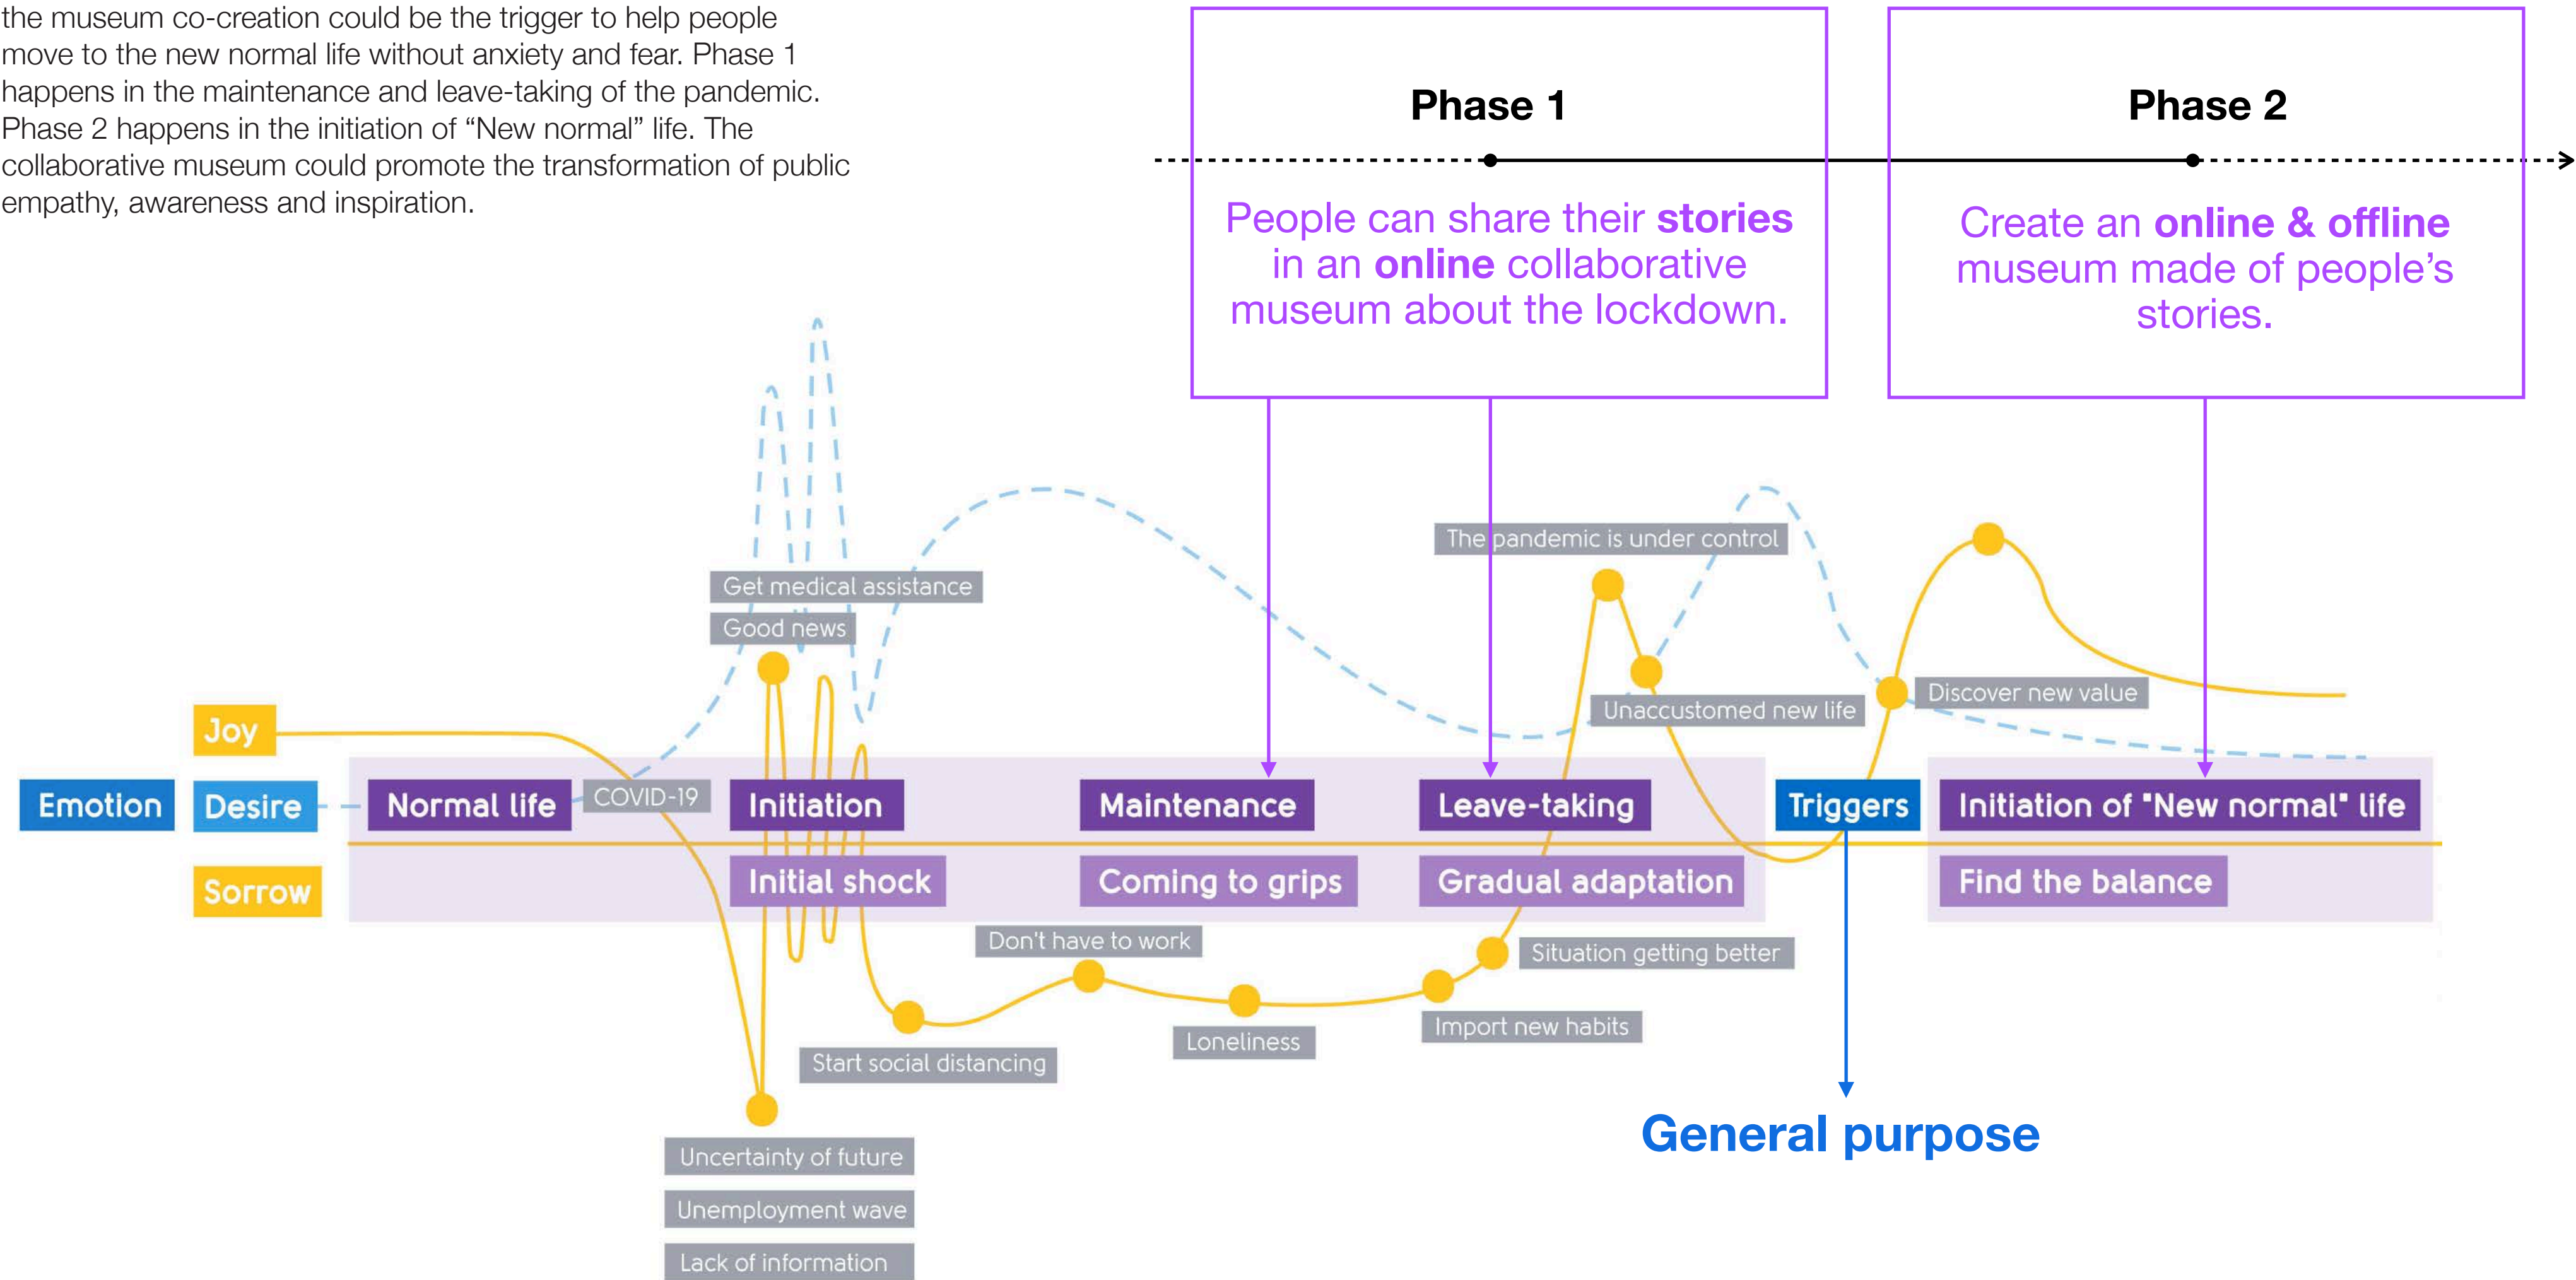 the museum co-creation could be the trigger to help people
move to the new normal life without anxiety and fear. Phase 1
happens in the maintenance and leave-taking of the pandemic.
Phase 2 happens in the initiation of “New normal” life. The
collaborative museum could promote the transformation of public
empathy, awareness and inspiration.
Phase 1
People can share their stories
in an online collaborative
museum about the lockdown.
Phase 2
Create an online & offline
museum made of people’s
stories.
The pandemic is under control
Get medical assistance
Good news
Unaccustomed new life
Discover new value
Joy
Emotion
Desire
Sorrow
Normal life
COVID-19
Initiation
Maintenance
Leave-taking
Triggers
Initiation of "New normal" life
Initial shock
Coming to grips
Gradual adaptation
Find the balance
Don't have to work
Situation getting better
Start social distancing
Loneliness
Import new habits
Uncertainty of future
Unemployment wave
Lack of information
General purpose